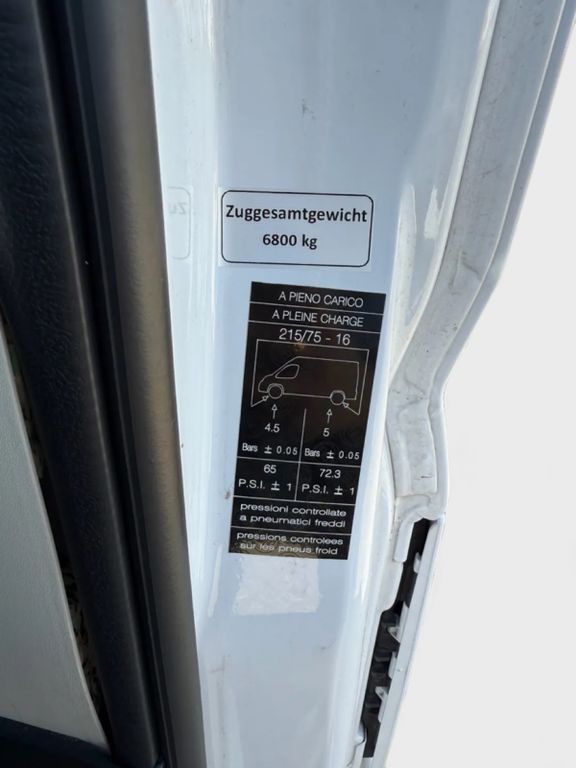 Zuggesamtgewicht
6800 kg
A PIENO CARICO
A PLEINE CHARGE
215/75 - 16
4.5 5
Bars ± 0.05 Bars ± 0.05
65 72.3
P.S.I. ± 1 P.S.I. ± 1
pressioni controllate
a pneumatici freddi
pressions controlees
sur les pneus froid